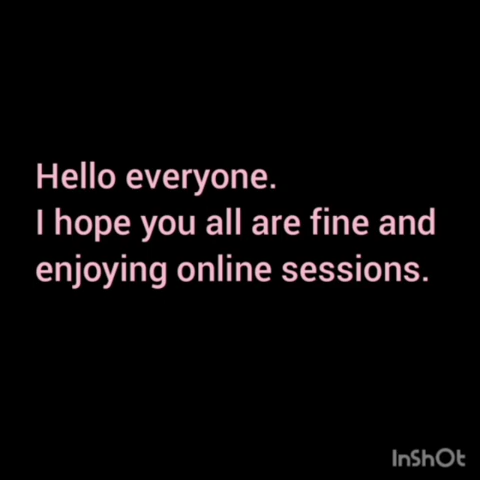 Hello everyone.
I hope you all are fine and
enjoying online sessions.
InShOt